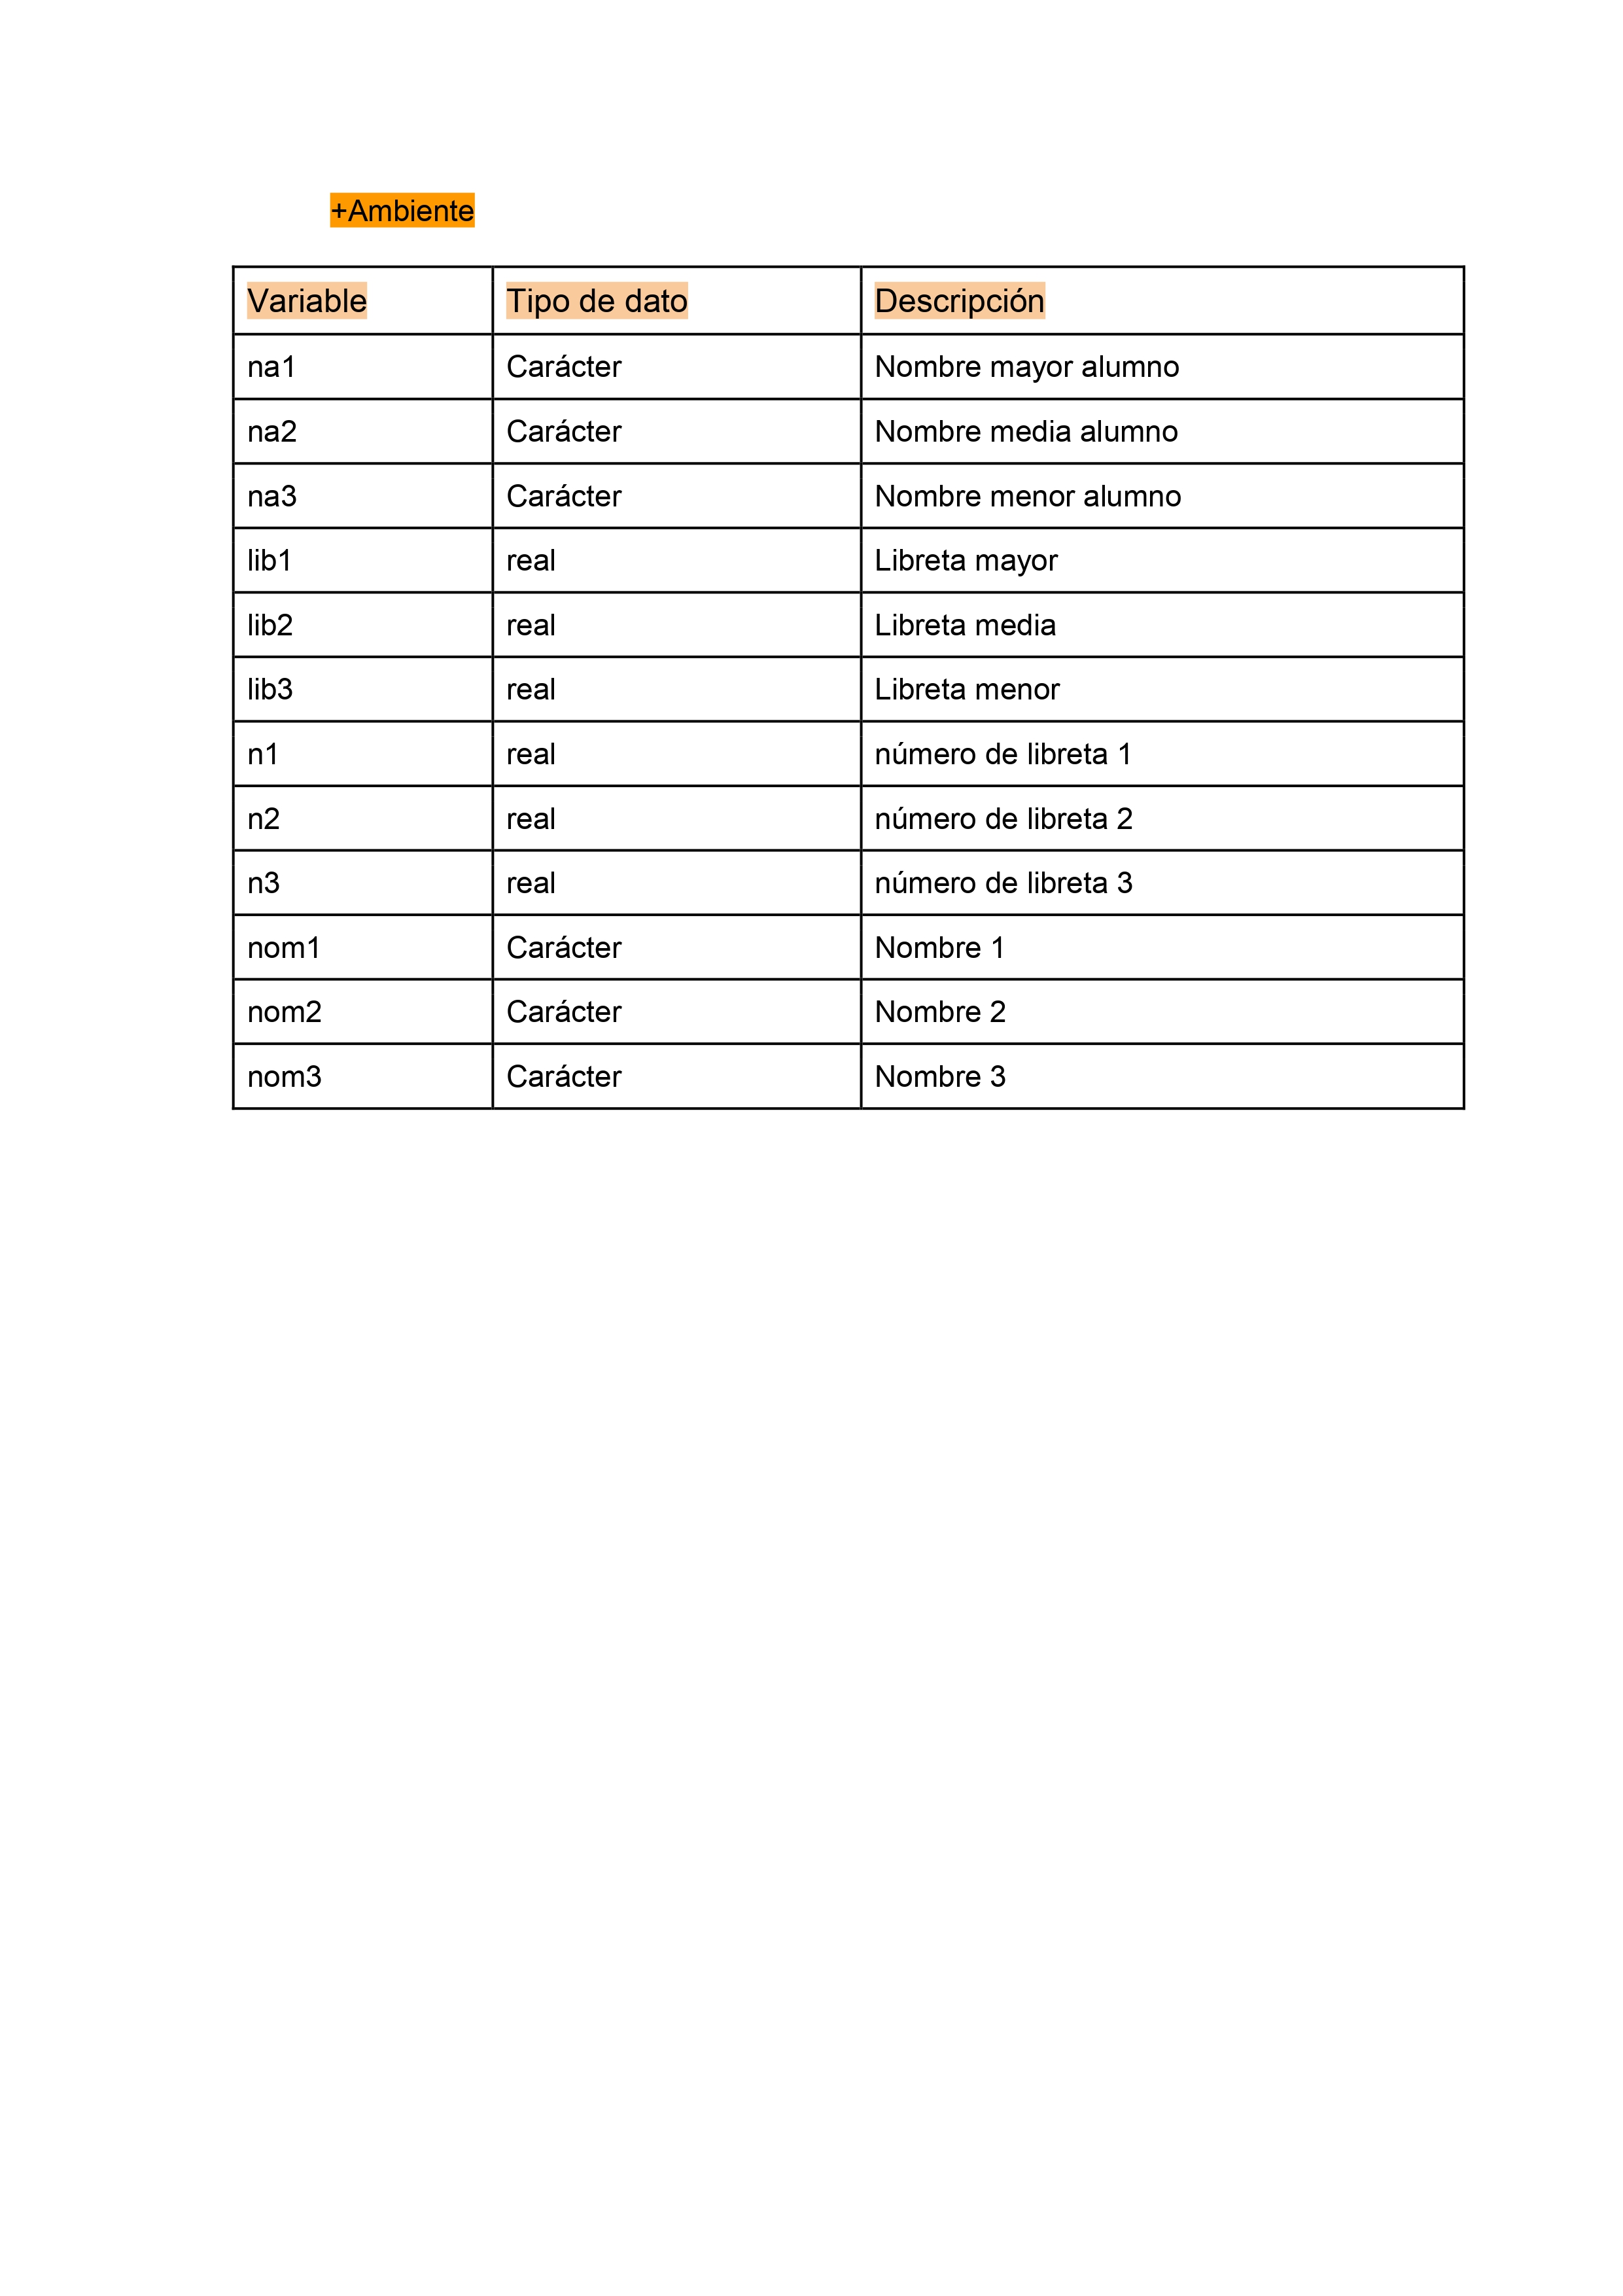 +Ambiente
Variable Tipo de dato Descripción
na1 Carácter Nombre mayor alumno
na2 Carácter Nombre media alumno
na3 Carácter Nombre menor alumno
lib1 real Libreta mayor
lib2 real Libreta media
lib3 real Libreta menor
n1 real número de libreta 1
n2 real número de libreta 2
n3 real número de libreta 3
nom1 Carácter Nombre 1
nom2 Carácter Nombre 2
nom3 Carácter Nombre 3